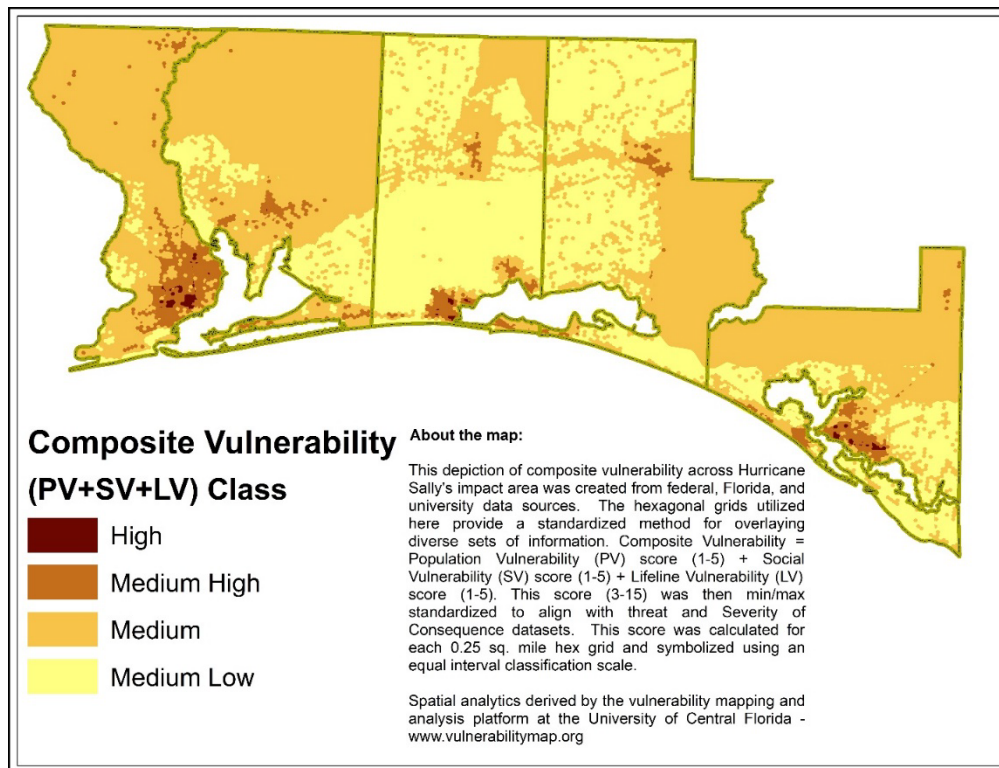 Composite Vulnerability
(PV+SV+LV) Class
High
Medium High
Medium
Medium Low
About the map:
This depiction of composite vulnerability across Hurricane
Sally's impact area was created from federal, Florida, and
university data sources. The hexagonal grids utilized
here provide a standardized method for overlaying
diverse sets of information. Composite Vulnerability =
Population Vulnerability (PV) score (1-5) + Social
Vulnerability (SV) score (1-5) + Lifeline Vulnerability (LV)
score (1-5). This score (3-15) was then min/max
standardized to align with threat and Severity of
Consequence datasets. This score was calculated for
each 0.25 sq. mile hex grid and symbolized using an
equal interval classification scale.
Spatial analytics derived by the vulnerability mapping and
analysis platform at the University of Central Florida -
www.vulnerabilitymap.org